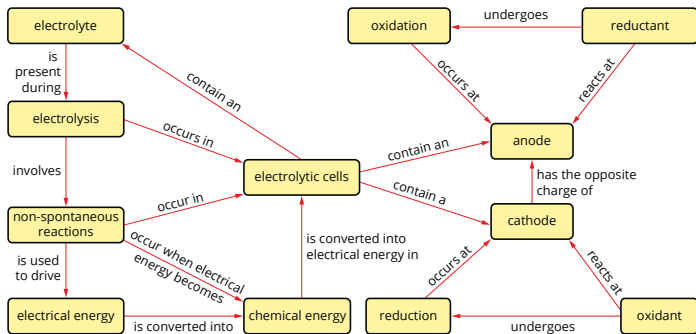 electrolyte
oxidation
undergoes
reductant
is
present
during
contain an
occurs at
reacts at
electrolysis
occurs in
contain an
anode
involves
electrolytic cells
has the opposite
charge of
contain a
occur in
non-spontaneous
reactions
cathode
occur when electrical
energy becomes
is converted into
electrical energy in
is used
to drive
occurs at
reacts at
electrical energy
is converted into
chemical energy
reduction
undergoes
oxidant